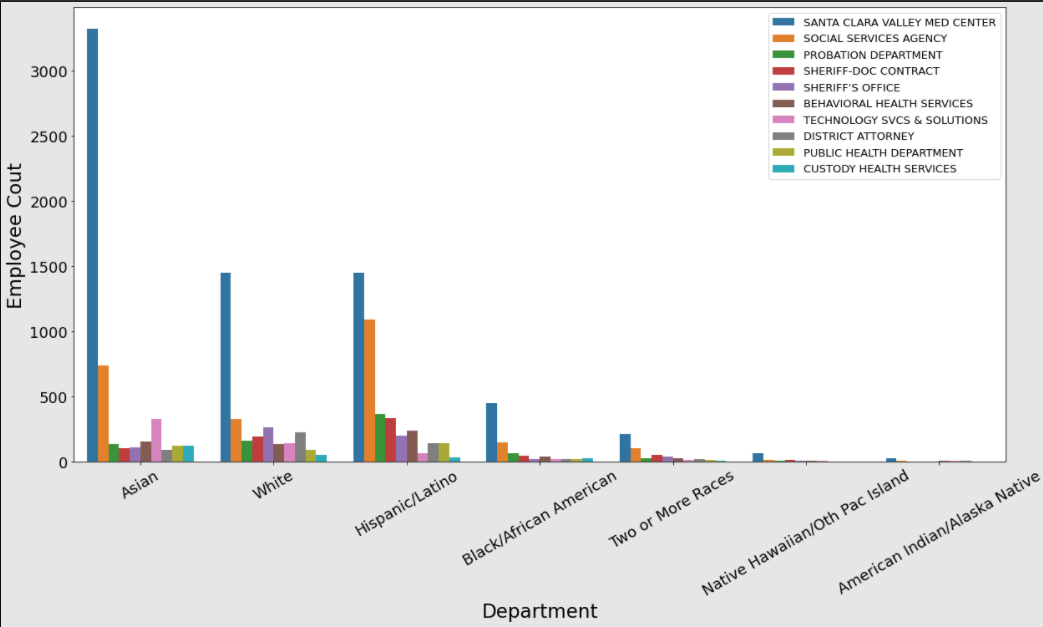 SANTA CLARA VALLEY MED CENTER
SOCIAL SERVICES AGENCY
PROBATION DEPARTMENT
SHERIFF-DOC CONTRACT
SHERIFF'S OFFICE
BEHAVIORAL HEALTH SERVICES
TECHNOLOGY SVCS & SOLUTIONS
DISTRICT ATTORNEY
PUBLIC HEALTH DEPARTMENT
CUSTODY HEALTH SERVICES
Employee Cout
3000
2500
2000
1500
1000
500
0
Asian
White
Hispanic/Latino
Black/African American
Two or More Races
Native Hawaiian/Oth Pac Island
American Indian/Alaska Native
Department